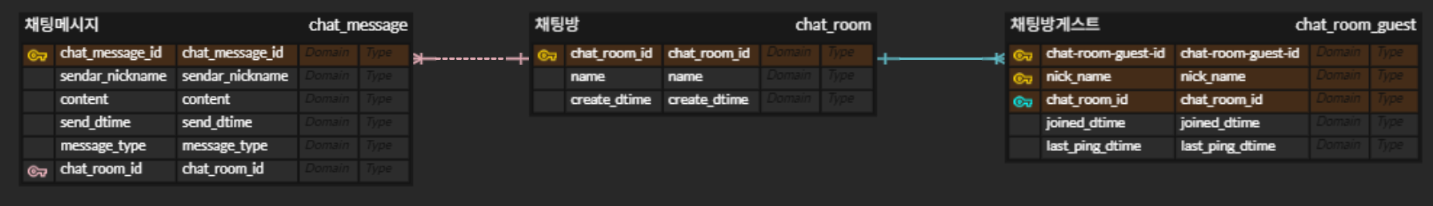 채팅메시지 chat_message
chat_message_id chat_message_id Domain Type
sendar_nickname sendar_nickname Domain Type
content content Domain Type
send_dtime send_dtime Domain Type
message_type message_type Domain Type
chat_room_id chat_room_id Domain Type
채팅방 chat_room
chat_room_id chat_room_id Domain Type
name name Domain Type
create_dtime create_dtime Domain Type
채팅방게스트 chat_room_guest
chat-room-guest-id chat-room-guest-id Domain Type
nick_name nick_name Domain Type
chat_room_id chat_room_id Domain Type
joined_dtime joined_dtime Domain Type
last_ping_dtime last_ping_dtime Domain Type